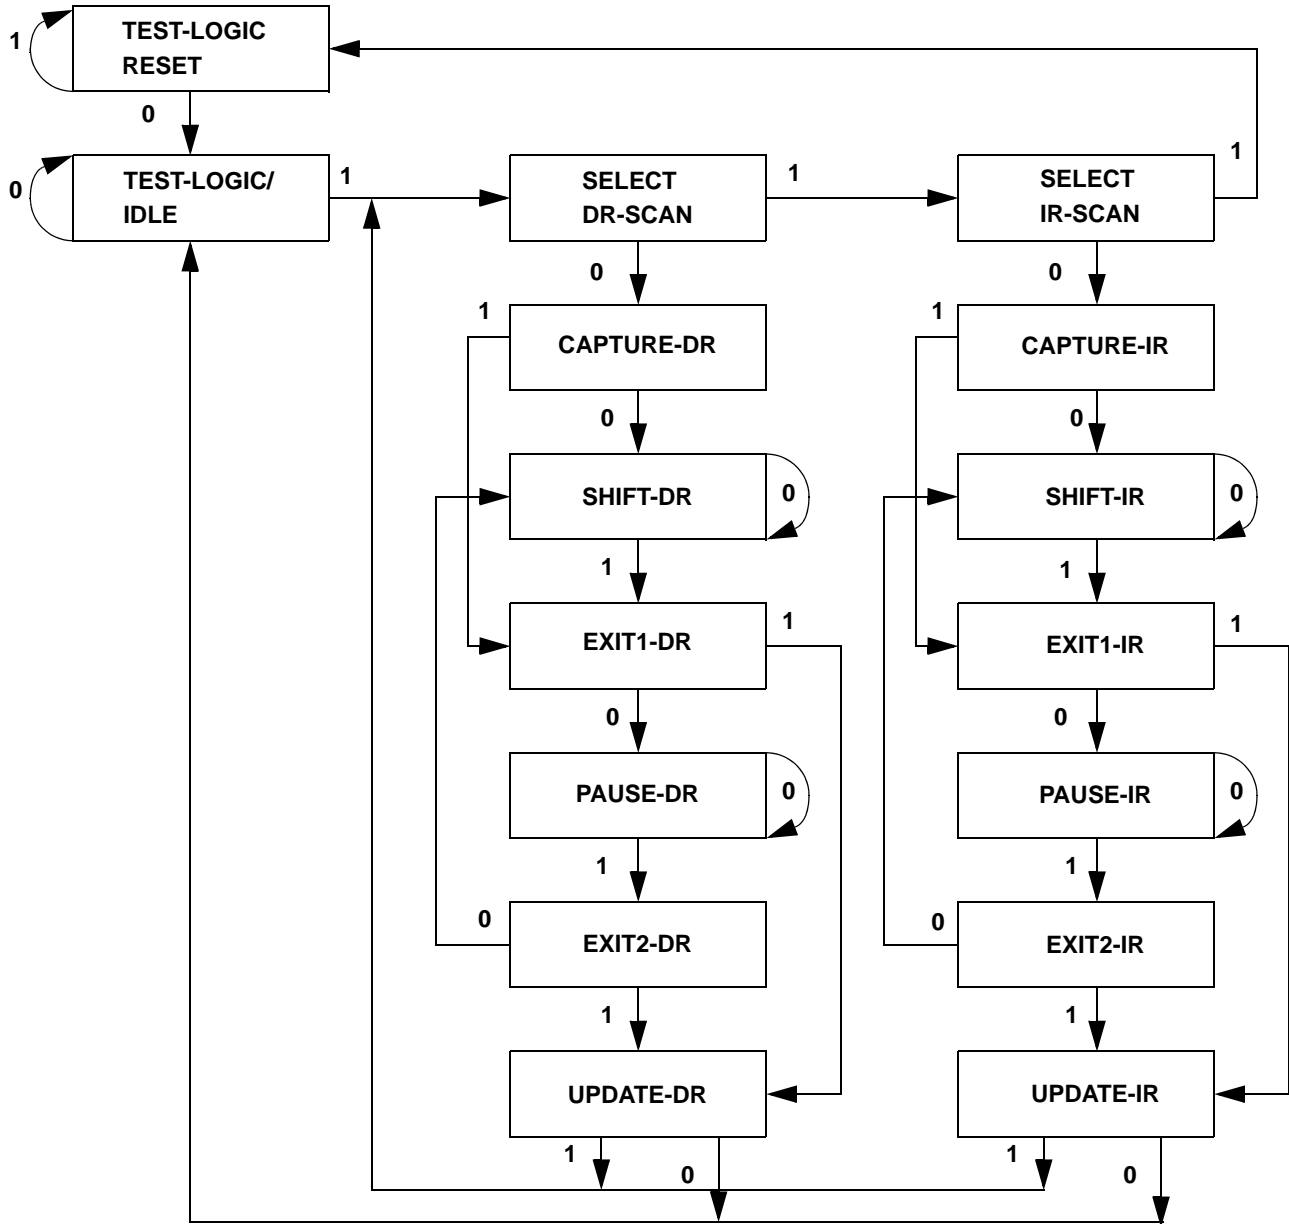 1
TEST-LOGIC
RESET
0
0
TEST-LOGIC/
IDLE
1
SELECT
DR-SCAN
1
SELECT
IR-SCAN
1
0
0
1
CAPTURE-DR
1
CAPTURE-IR
0
0
SHIFT-DR
0
SHIFT-IR
0
1
1
EXIT1-DR
1
EXIT1-IR
1
0
0
PAUSE-DR
0
PAUSE-IR
0
1
1
0
EXIT2-DR
0
EXIT2-IR
1
1
UPDATE-DR
UPDATE-IR
1
0
1
0